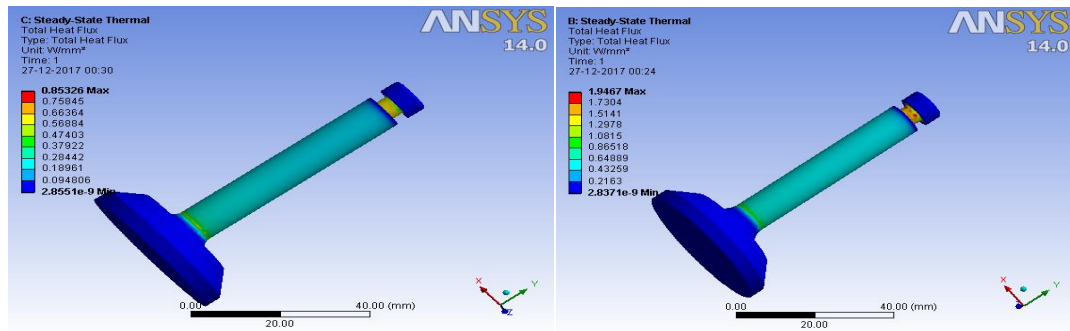 C: Steady-State Thermal
Total Heat Flux
Type: Total Heat Flux
Unit: W/mm²
Time: 1
27-12-2017 00:30
ANSYS
14.0
0.85326 Max
0.75845
0.66364
0.56884
0.47403
0.37922
0.28442
0.18961
0.094806
2.8551e-9 Min
0.00
40.00 (mm)
20.00
X
Y
Z
B: Steady-State Thermal
Total Heat Flux
Type: Total Heat Flux
Unit: W/mm²
Time: 1
27-12-2017 00:24
ANSYS
14.0
1.9467 Max
1.7304
1.5141
1.2978
1.0815
0.86518
0.64889
0.43259
0.2163
2.8371e-9 Min
0.00
40.00 (mm)
20.00
X
Y